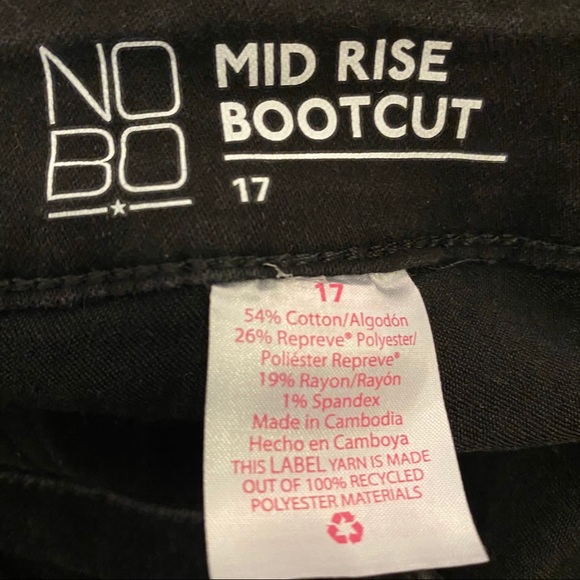 NO
BO
MID RISE
BOOTCUT
17
17
54% Cotton/Algodón
26% Repreve® Polyester/
Poliéster Repreve®
19% Rayon/Rayón
1% Spandex
Made in Cambodia
Hecho en Camboya
THIS LABEL YARN IS MADE
OUT OF 100% RECYCLED
POLYESTER MATERIALS